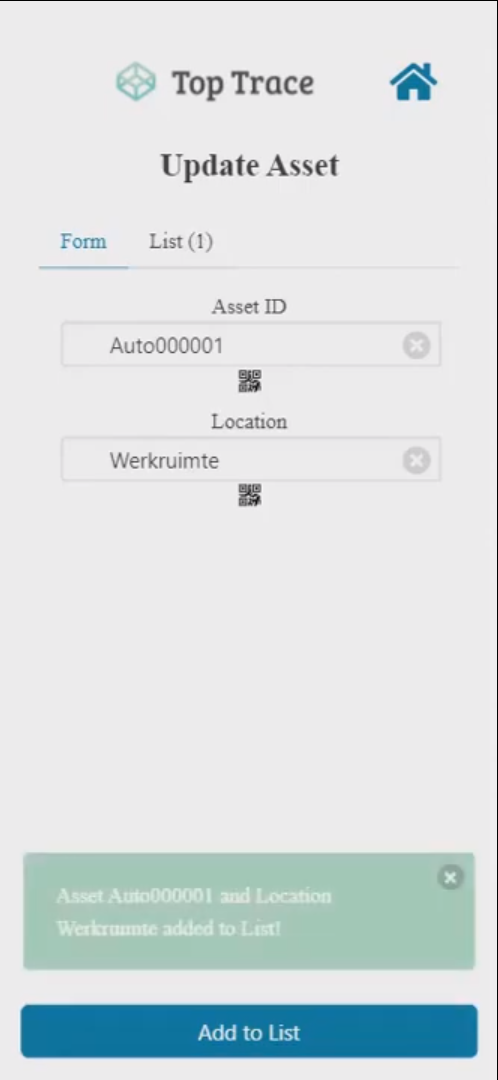 Top Trace
Update Asset
Form
List (1)
Asset ID
Auto000001
Location
Werkruimte
Asset Auto000001 and Location
Werkruimte added to List!
Add to List